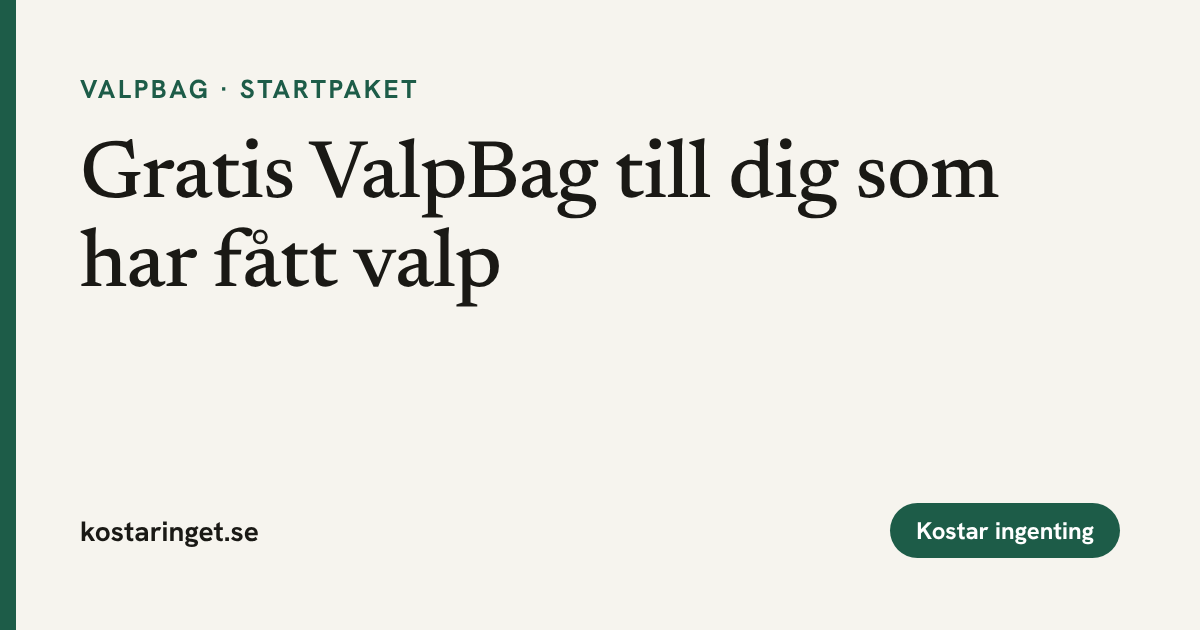 VALPBAG · STARTPAKET
Gratis ValpBag till dig som
har fått valp
kostaringet.se
Kostar ingenting